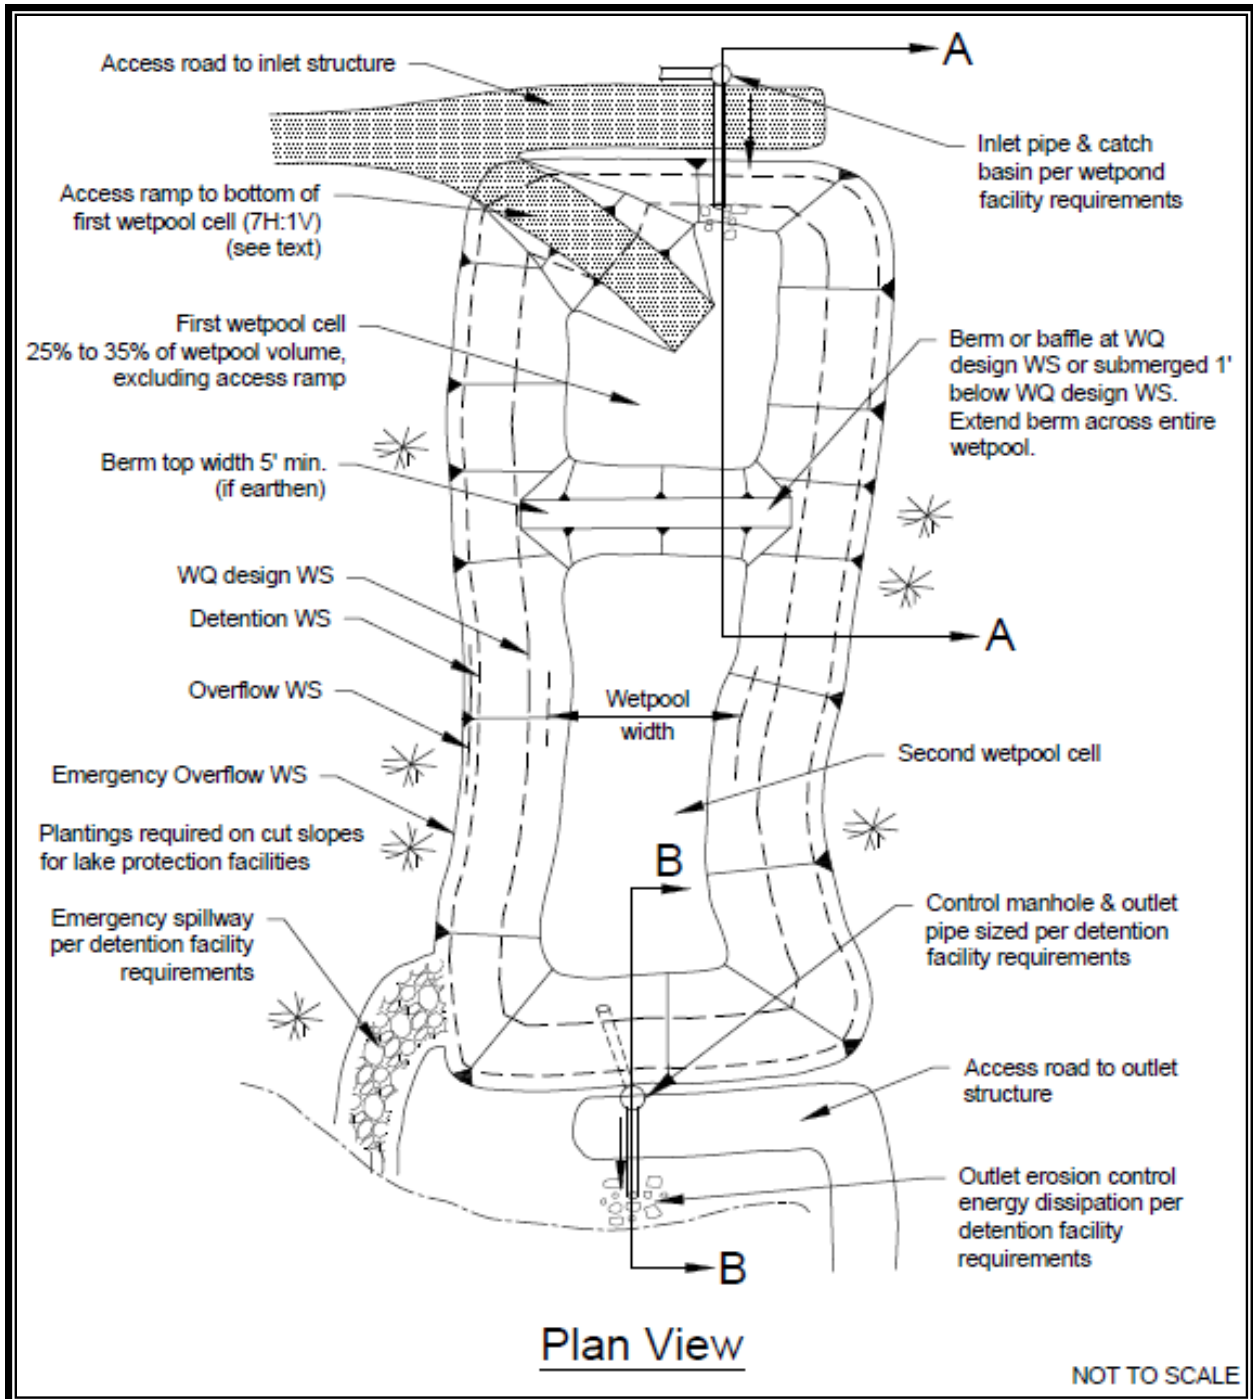 A
Access road to inlet structure
Inlet pipe & catch
basin per wetpond
facility requirements
Access ramp to bottom of
first wetpool cell (7H:1V)
(see text)
First wetpool cell
25% to 35% of wetpool volume,
excluding access ramp
Berm or baffle at WQ
design WS or submerged 1'
below WQ design WS.
Extend berm across entire
wetpool.
Berm top width 5' min.
(if earthen)
WQ design WS
Detention WS
A
Overflow WS
Wetpool
width
Second wetpool cell
Emergency Overflow WS
Plantings required on cut slopes
for lake protection facilities
B
Emergency spillway
per detention facility
requirements
Control manhole & outlet
pipe sized per detention
facility requirements
Access road to outlet
structure
Outlet erosion control
energy dissipation per
detention facility
requirements
B
Plan View
NOT TO SCALE